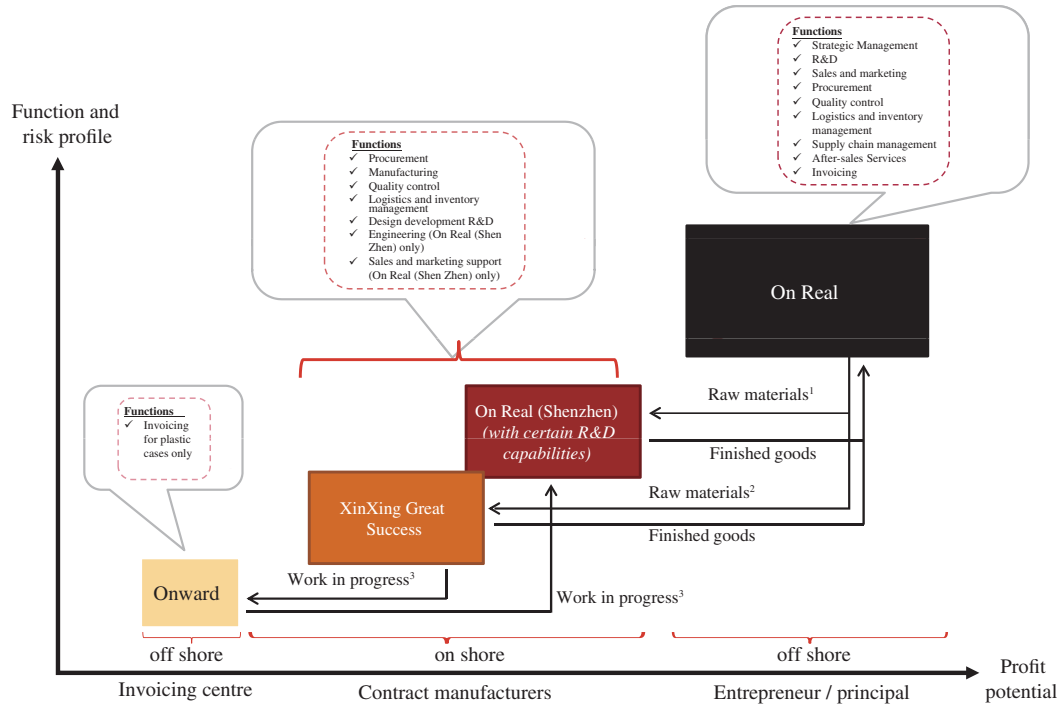 Functions
✓ Strategic Management
✓ R&D
✓ Sales and marketing
✓ Procurement
✓ Quality control
✓ Logistics and inventory
management
✓ Supply chain management
✓ After-sales Services
✓ Invoicing
Function and
risk profile
Functions
✓ Procurement
✓ Manufacturing
✓ Quality control
✓ Logistics and inventory
management
✓ Design development R&D
✓ Engineering (On Real (Shen
Zhen) only)
✓ Sales and marketing support
(On Real (Shen Zhen) only)
On Real
Functions
✓ Invoicing
for plastic
cases only
On Real (Shenzhen)
(with certain R&D
capabilities)
Raw materials¹
Finished goods
XinXing Great
Success
Raw materials²
Finished goods
Onward
Work in progress³
Work in progress³
off shore
on shore
off shore
Invoicing centre
Contract manufacturers
Entrepreneur / principal
Profit
potential